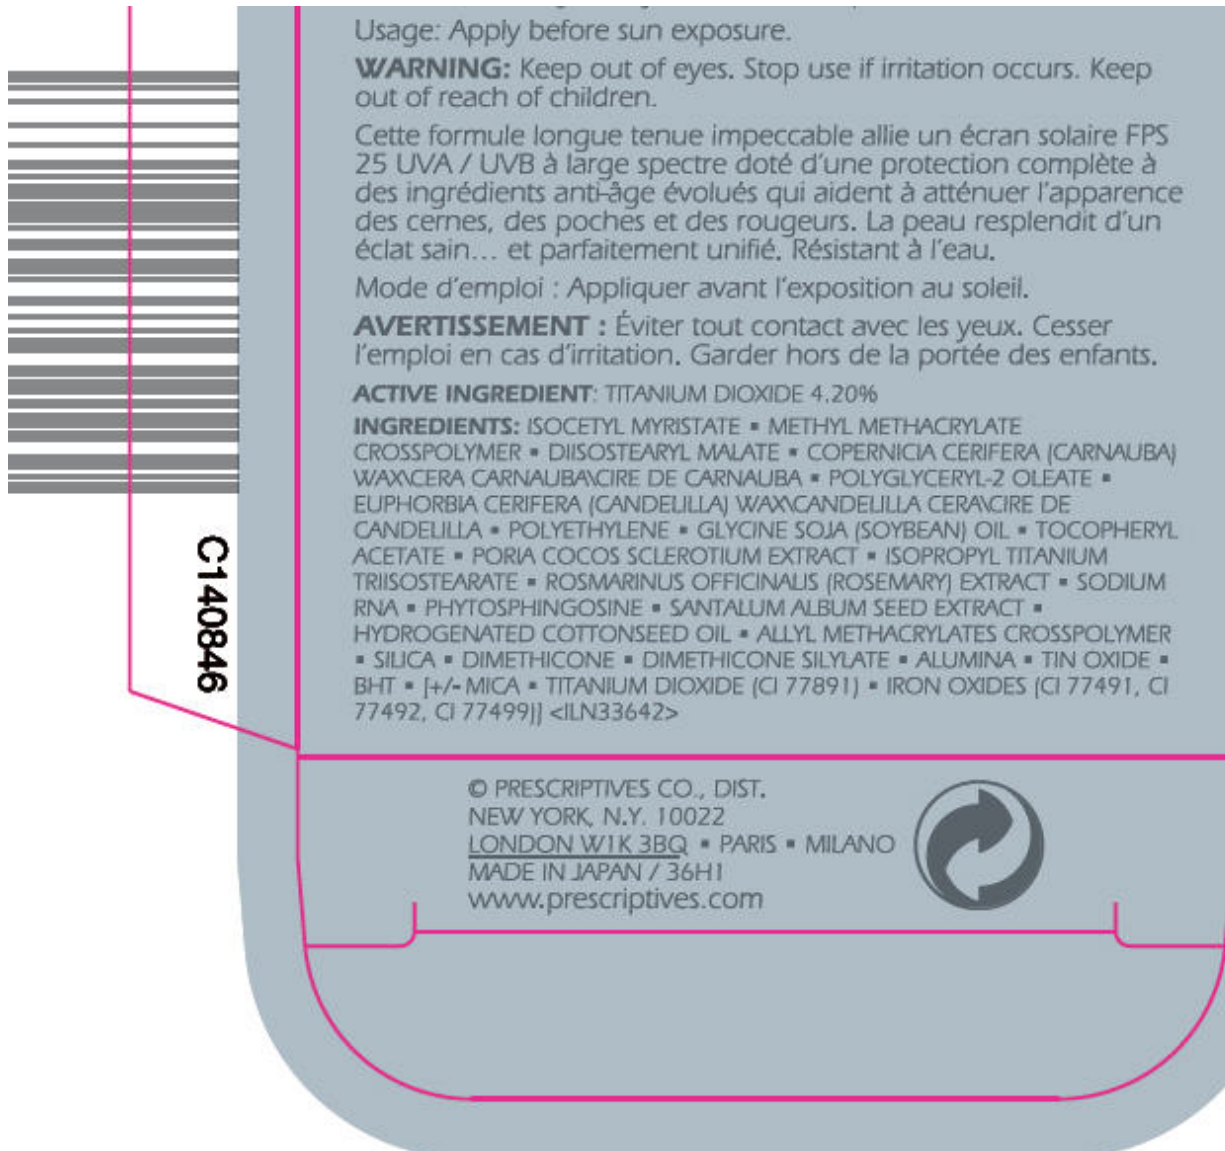 Usage: Apply before sun exposure.
WARNING: Keep out of eyes. Stop use if irritation occurs. Keep
out of reach of children.
Cette formule longue tenue impeccable allie un écran solaire FPS
25 UVA / UVB à large spectre doté d'une protection complète à
des ingrédients anti-âge évolués qui aident à atténuer l'apparence
des cernes, des poches et des rougeurs. La peau resplendit d'un
éclat sain... et parfaitement unifié. Résistant à l'eau.
Mode d'emploi : Appliquer avant l'exposition au soleil.
AVERTISSEMENT : Éviter tout contact avec les yeux. Cesser
l'emploi en cas d'irritation. Garder hors de la portée des enfants.
ACTIVE INGREDIENT: TITANIUM DIOXIDE 4.20%
INGREDIENTS: ISOCETYL MYRISTATE ▪ METHYL METHACRYLATE
CROSSPOLYMER ▪ DIISOSTEARYL MALATE ▪ COPERNICIA CERIFERA (CARNAUBA)
WAX\CERA CARNAUBA\CIRE DE CARNAUBA ▪ POLYGLYCERYL-2 OLEATE ▪
EUPHORBIA CERIFERA (CANDELILLA) WAX\CANDELILLA CERA\CIRE DE
CANDELILLA ▪ POLYETHYLENE ▪ GLYCINE SOJA (SOYBEAN) OIL ▪ TOCOPHERYL
ACETATE ▪ PORIA COCOS SCLEROTIUM EXTRACT ▪ ISOPROPYL TITANIUM
TRIISOSTEARATE ▪ ROSMARINUS OFFICINALIS (ROSEMARY) EXTRACT ▪ SODIUM
RNA ▪ PHYTOSPHINGOSINE ▪ SANTALUM ALBUM SEED EXTRACT ▪
HYDROGENATED COTTONSEED OIL ▪ ALLYL METHACRYLATES CROSSPOLYMER
▪ SILICA ▪ DIMETHICONE ▪ DIMETHICONE SILYLATE ▪ ALUMINA ▪ TIN OXIDE ▪
BHT ▪ [+/- MICA ▪ TITANIUM DIOXIDE (CI 77891) ▪ IRON OXIDES (CI 77491, CI
77492, CI 77499)] <ILN33642>
C140846
© PRESCRIPTIVES CO., DIST.
NEW YORK, N.Y. 10022
LONDON W1K 3BQ ▪ PARIS ▪ MILANO
MADE IN JAPAN / 36H1
www.prescriptives.com